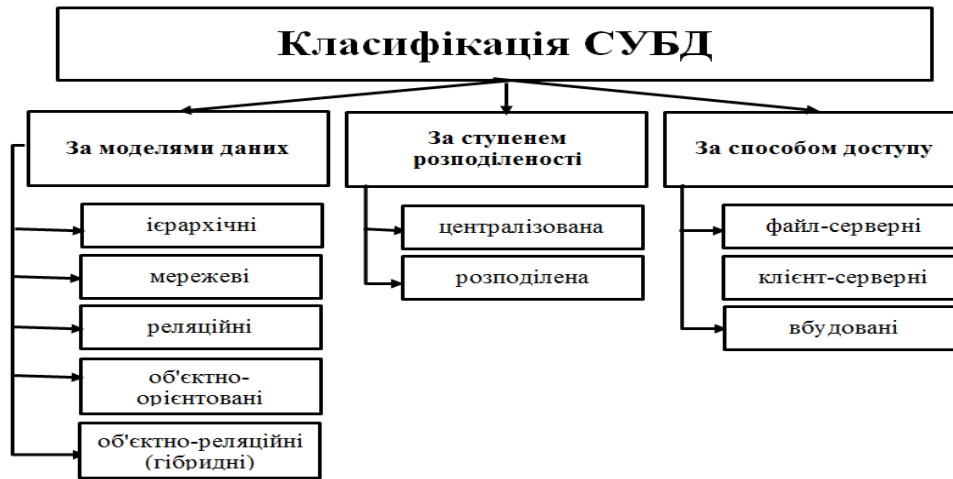 Класифікація СУБД
За моделями даних
ієрархічні
мережеві
реляційні
об'єктно-
орієнтовані
об'єктно-реляційні
(гібридні)
За ступенем
розподіленості
централізована
розподілена
За способом доступу
файл-серверні
клієнт-серверні
вбудовані